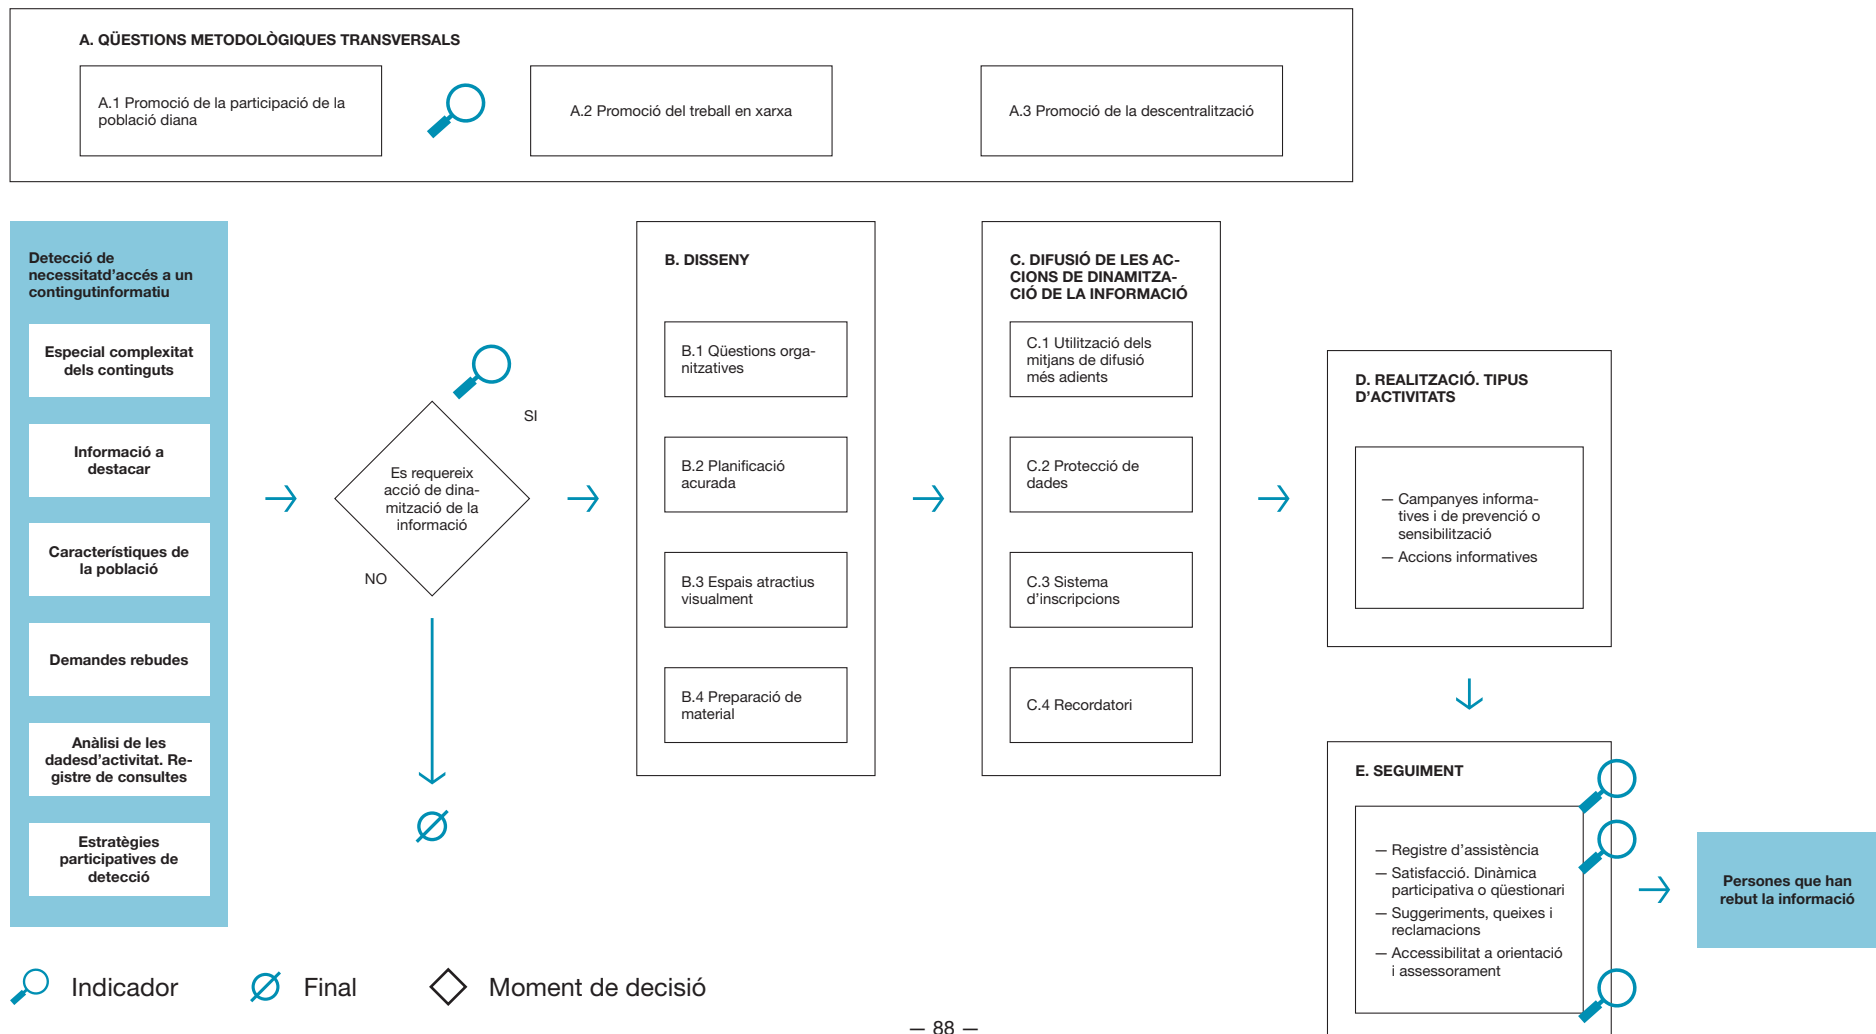 A. QÜESTIONS METODOLÒGIQUES TRANSVERSALS
A.1 Promoció de la participació de la
població diana
A.2 Promoció del treball en xarxa
A.3 Promoció de la descentralització
Detecció de
necessitatd’accés a un
contingutinformatiu
Especial complexitat
dels continguts
Informació a
destacar
Característiques de
la població
Demandes rebudes
Anàlisi de les
dadesd’activitat. Re-
gistre de consultes
Estratègies
participatives de
detecció
Es requereix
acció de dina-
mització de la
informació
SI
NO
B. DISSENY
B.1 Qüestions orga-
nitzatives
B.2 Planificació
acurada
B.3 Espais atractius
visualment
B.4 Preparació de
material
C. DIFUSIÓ DE LES AC-
CIONS DE DINAMITZA-
CIÓ DE LA INFORMACIÓ
C.1 Utilització dels
mitjans de difusió
més adients
C.2 Protecció de
dades
C.3 Sistema
d’inscripcions
C.4 Recordatori
D. REALITZACIÓ. TIPUS
D’ACTIVITATS
— Campanyes informa-
tives i de prevenció o
sensibilització
— Accions informatives
E. SEGUIMENT
— Registre d’assistència
— Satisfacció. Dinàmica
participativa o qüestionari
— Suggeriments, queixes i
reclamacions
— Accessibilitat a orientació
i assessorament
Persones que han
rebut la informació
Indicador
Final
Moment de decisió
— 88 —